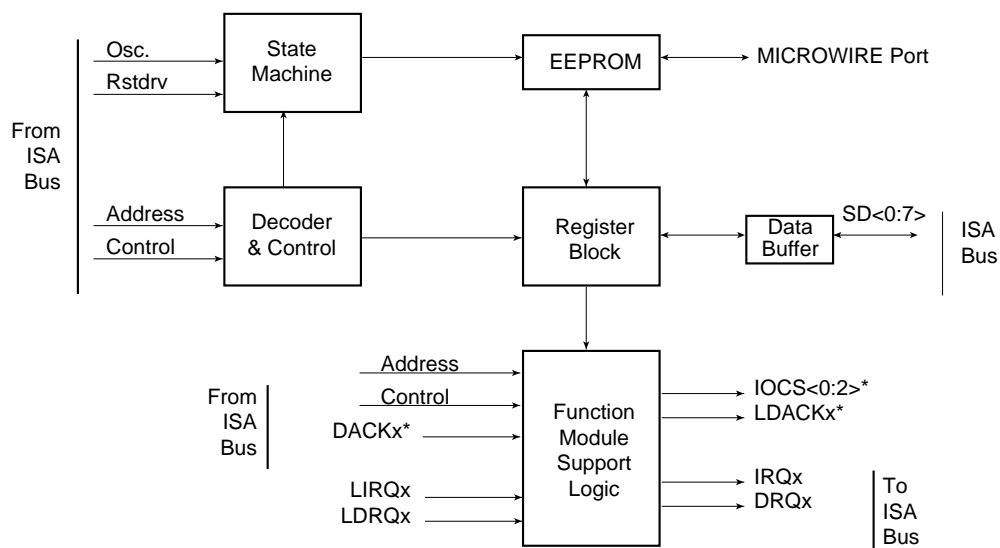 Osc.
Rstdrv
State
Machine
EEPROM
MICROWIRE Port
From
ISA
Bus
Address
Control
Decoder
& Control
Register
Block
Data
Buffer
SD<0:7>
ISA
Bus
Address
Control
From
ISA
Bus
DACKx*
LIRQx
LDRQx
Function
Module
Support
Logic
IOCS<0:2>*
LDACKx*
IRQx
DRQx
To
ISA
Bus